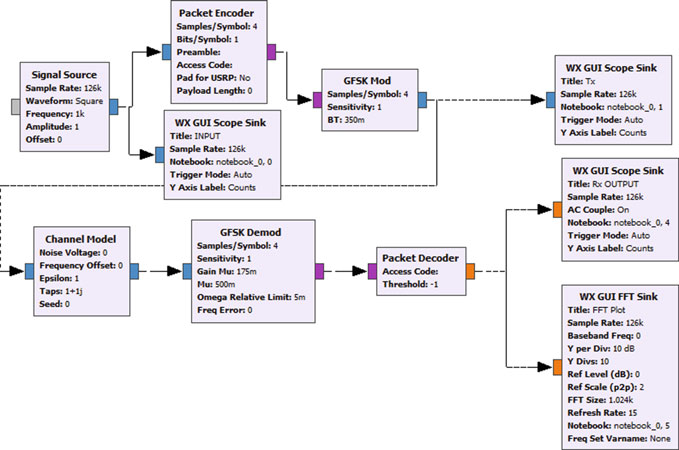 Packet Encoder
Samples/Symbol: 4
Bits/Symbol: 1
Preamble:
Access Code:
Pad for USRP: No
Payload Length: 0
Signal Source
Sample Rate: 126k
Waveform: Square
Frequency: 1k
Amplitude: 1
Offset: 0
GFSK Mod
Samples/Symbol: 4
Sensitivity: 1
BT: 350m
WX GUI Scope Sink
Title: Tx
Sample Rate: 126k
Notebook: notebook_0, 1
Trigger Mode: Auto
Y Axis Label: Counts
WX GUI Scope Sink
Title: INPUT
Sample Rate: 126k
Notebook: notebook_0, 0
Trigger Mode: Auto
Y Axis Label: Counts
WX GUI Scope Sink
Title: Rx OUTPUT
Sample Rate: 126k
AC Couple: On
Notebook: notebook_0, 4
Trigger Mode: Auto
Y Axis Label: Counts
Channel Model
Noise Voltage: 0
Frequency Offset: 0
Epsilon: 1
Taps: 1+1j
Seed: 0
GFSK Demod
Samples/Symbol: 4
Sensitivity: 1
Gain Mu: 175m
Mu: 500m
Omega Relative Limit: 5m
Freq Error: 0
Packet Decoder
Access Code:
Threshold: -1
WX GUI FFT Sink
Title: FFT Plot
Sample Rate: 126k
Baseband Freq: 0
Y per Div: 10 dB
Y Divs: 10
Ref Level (dB): 0
Ref Scale (p2p): 2
FFT Size: 1.024k
Refresh Rate: 15
Notebook: notebook_0, 5
Freq Set Varname: None